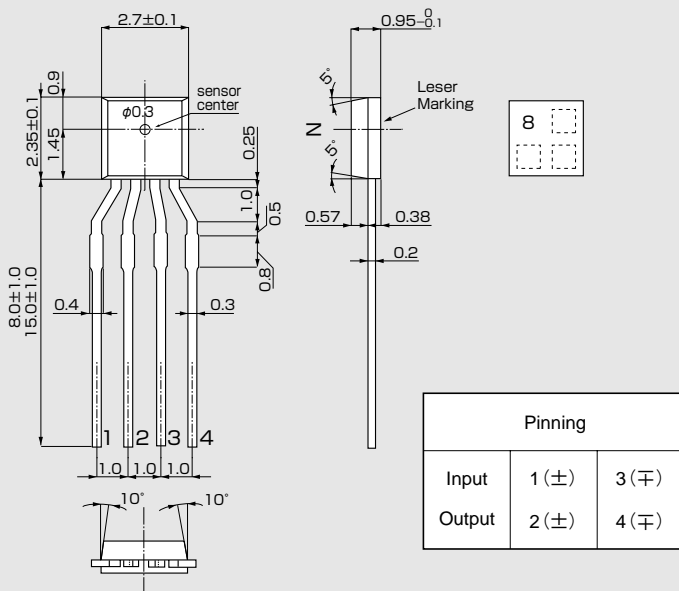 2.7±0.1
0.95 0 -0.1
0.9
2.35±0.1
1.45
sensor
center
φ0.3
5°
N
5°
Leser
Marking
8
0.25
1.0
0.5
0.8
0.57
0.38
0.2
8.0±1.0
15.0±1.0
0.4
0.3
1 2 3 4
1.0 1.0 1.0
10° 10°
Pinning
Input 1(±) 3(∓)
Output 2(±) 4(∓)